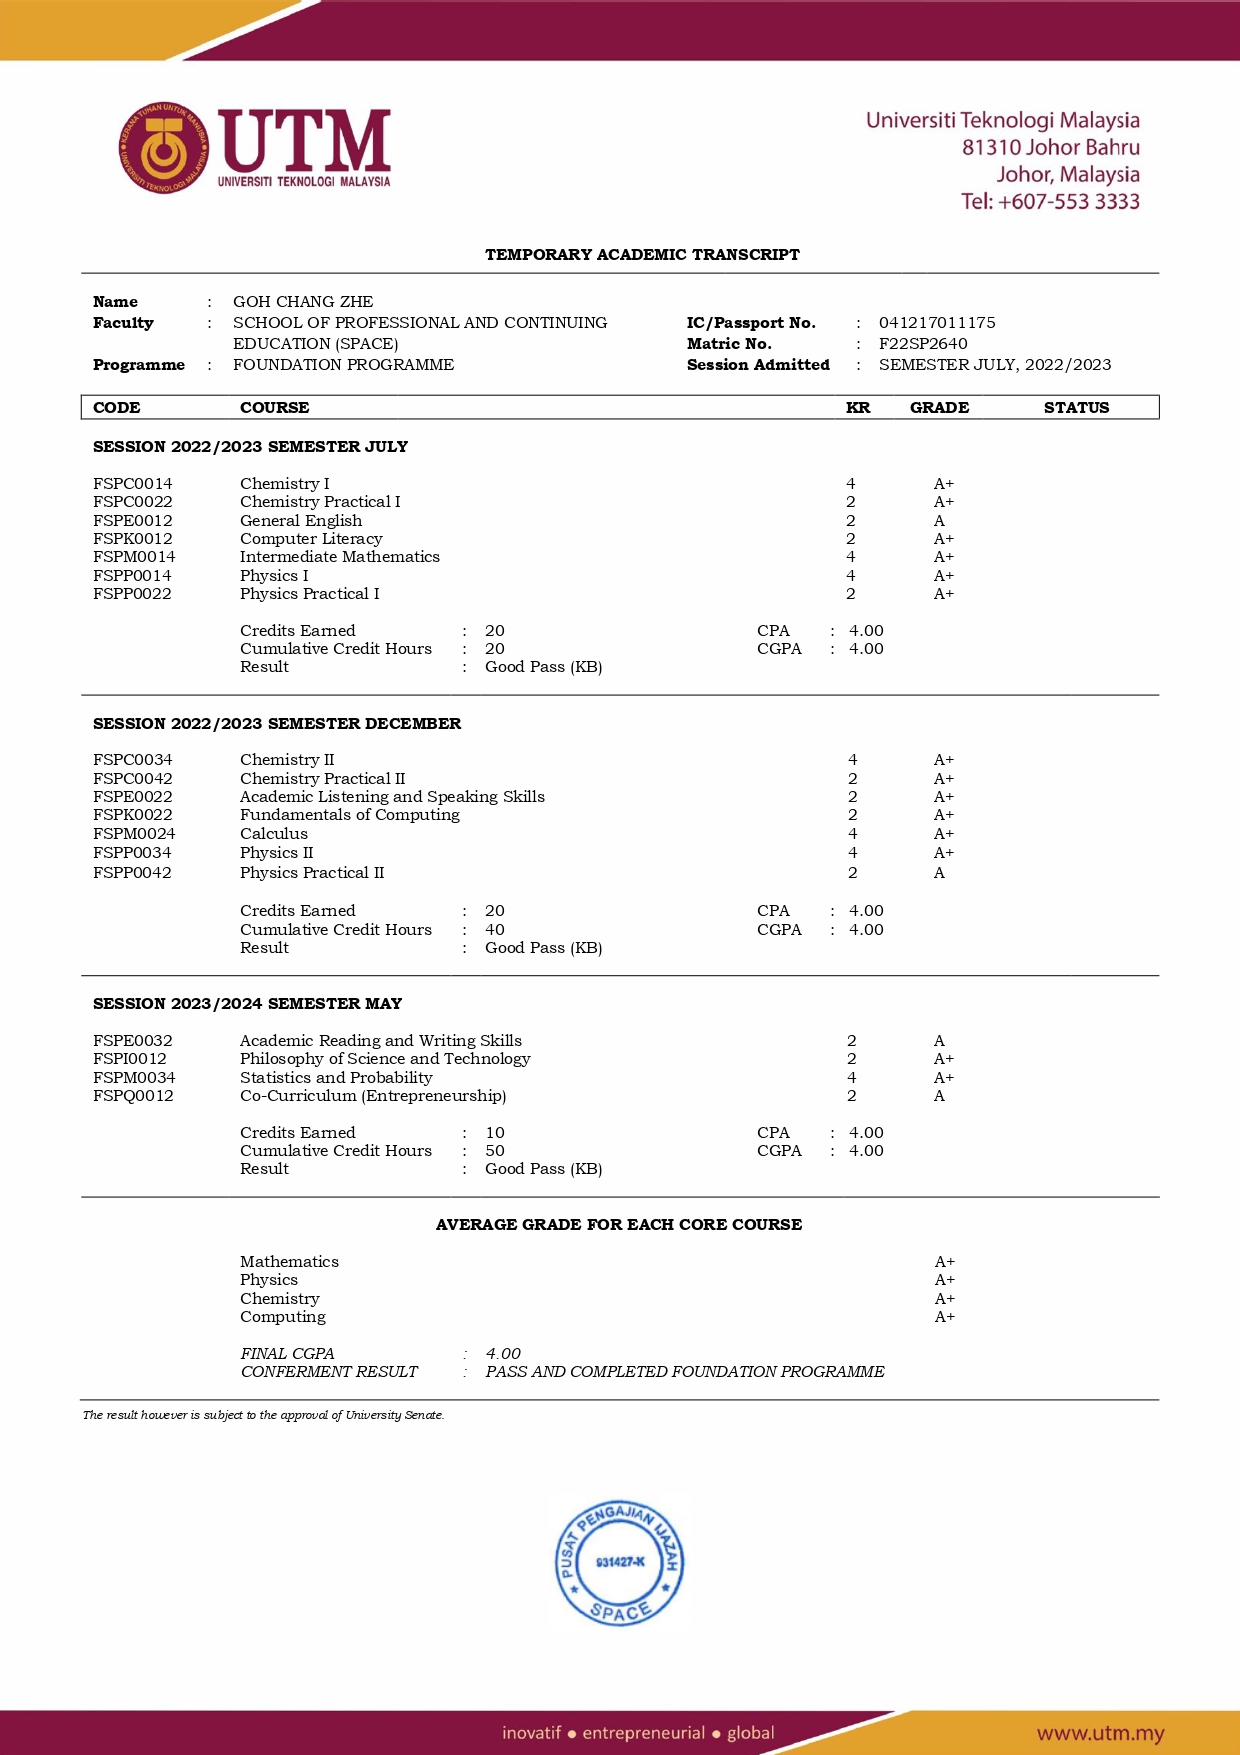 KERANA TUHAN UNTUK MANUSIA
UNIVERSITI TEKNOLOGI MALAYSIA
UTM
UNIVERSITI TEKNOLOGI MALAYSIA
Universiti Teknologi Malaysia
81310 Johor Bahru
Johor, Malaysia
Tel: +607-553 3333
TEMPORARY ACADEMIC TRANSCRIPT
Name : GOH CHANG ZHE
Faculty : SCHOOL OF PROFESSIONAL AND CONTINUING IC/Passport No. : 041217011175
EDUCATION (SPACE) Matric No. : F22SP2640
Programme : FOUNDATION PROGRAMME Session Admitted : SEMESTER JULY, 2022/2023
CODE COURSE KR GRADE STATUS
SESSION 2022/2023 SEMESTER JULY
FSPC0014 Chemistry I 4 A+
FSPC0022 Chemistry Practical I 2 A+
FSPE0012 General English 2 A
FSPK0012 Computer Literacy 2 A+
FSPM0014 Intermediate Mathematics 4 A+
FSPP0014 Physics I 4 A+
FSPP0022 Physics Practical I 2 A+
Credits Earned : 20 CPA : 4.00
Cumulative Credit Hours : 20 CGPA : 4.00
Result : Good Pass (KB)
SESSION 2022/2023 SEMESTER DECEMBER
FSPC0034 Chemistry II 4 A+
FSPC0042 Chemistry Practical II 2 A+
FSPE0022 Academic Listening and Speaking Skills 2 A+
FSPK0022 Fundamentals of Computing 2 A+
FSPM0024 Calculus 4 A+
FSPP0034 Physics II 4 A+
FSPP0042 Physics Practical II 2 A
Credits Earned : 20 CPA : 4.00
Cumulative Credit Hours : 40 CGPA : 4.00
Result : Good Pass (KB)
SESSION 2023/2024 SEMESTER MAY
FSPE0032 Academic Reading and Writing Skills 2 A
FSPI0012 Philosophy of Science and Technology 2 A+
FSPM0034 Statistics and Probability 4 A+
FSPQ0012 Co-Curriculum (Entrepreneurship) 2 A
Credits Earned : 10 CPA : 4.00
Cumulative Credit Hours : 50 CGPA : 4.00
Result : Good Pass (KB)
AVERAGE GRADE FOR EACH CORE COURSE
Mathematics A+
Physics A+
Chemistry A+
Computing A+
FINAL CGPA : 4.00
CONFERMENT RESULT : PASS AND COMPLETED FOUNDATION PROGRAMME
The result however is subject to the approval of University Senate.
PUSAT PENGAJIAN IJAZAH
931427-K
SPACE
inovatif ● entrepreneurial ● global
www.utm.my